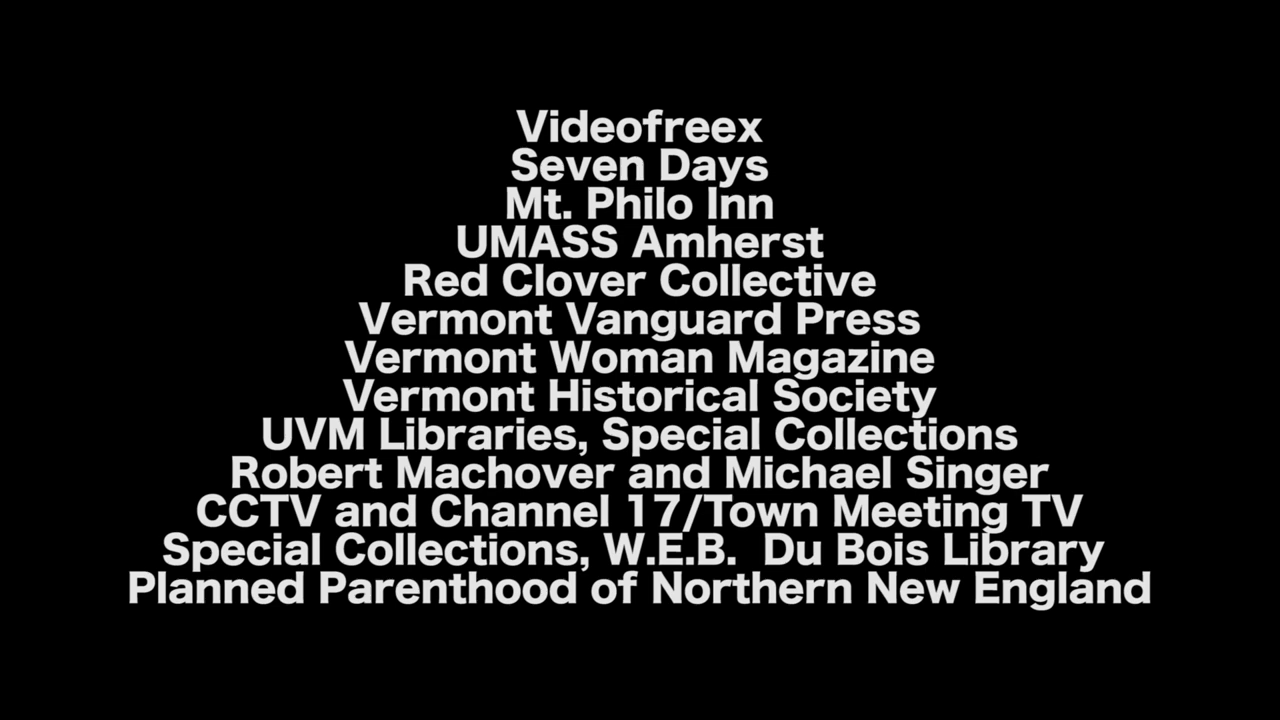 Videofreex
Seven Days
Mt. Philo Inn
UMASS Amherst
Red Clover Collective
Vermont Vanguard Press
Vermont Woman Magazine
Vermont Historical Society
UVM Libraries, Special Collections
Robert Machover and Michael Singer
CCTV and Channel 17/Town Meeting TV
Special Collections, W.E.B.  Du Bois Library
Planned Parenthood of Northern New England